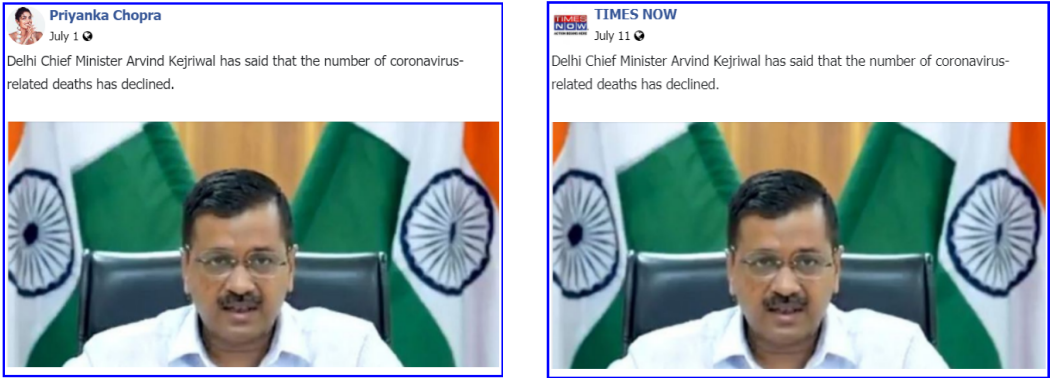 Priyanka Chopra
July 1
Delhi Chief Minister Arvind Kejriwal has said that the number of coronavirus-
related deaths has declined.
TIMES NOW
TIMES
NOW
July 11
Delhi Chief Minister Arvind Kejriwal has said that the number of coronavirus-
related deaths has declined.